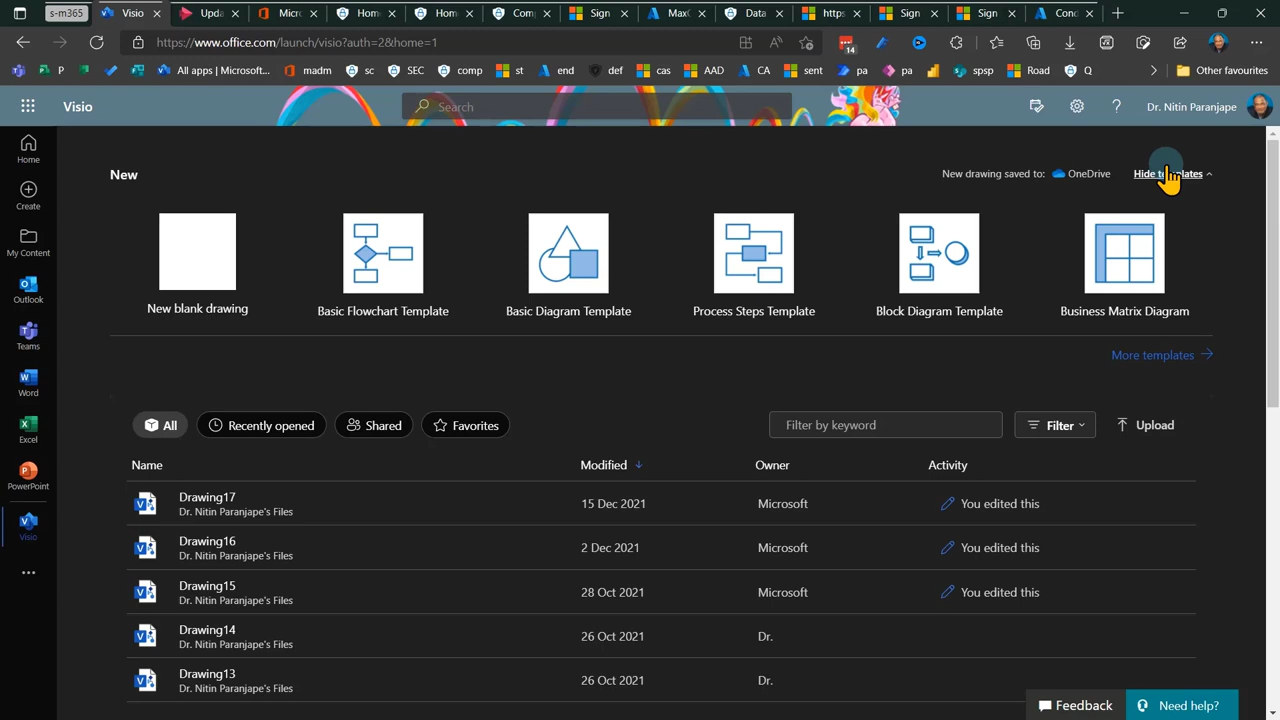 s-m365 Visio Upda Micro Home Home Comp Sign MaxC Data https Sign Sign Cond
https://www.office.com/launch/visio?auth=2&home=1
14
P All apps | Microsoft... madm sc SEC comp st end def cas AAD CA sent pa pa spsp Road Q Other favourites
Visio
Search
Dr. Nitin Paranjape
Home
Create
My Content
Outlook
Teams
Word
Excel
PowerPoint
Visio
New
New drawing saved to: OneDrive
Hide templates
New blank drawing
Basic Flowchart Template
Basic Diagram Template
Process Steps Template
Block Diagram Template
Business Matrix Diagram
More templates
All Recently opened Shared Favorites
Filter by keyword
Filter
Upload
Name Modified Owner Activity
Drawing17
Dr. Nitin Paranjape's Files
15 Dec 2021 Microsoft You edited this
Drawing16
Dr. Nitin Paranjape's Files
2 Dec 2021 Microsoft You edited this
Drawing15
Dr. Nitin Paranjape's Files
28 Oct 2021 Microsoft You edited this
Drawing14
Dr. Nitin Paranjape's Files
26 Oct 2021 Dr.
Drawing13
Dr. Nitin Paranjape's Files
26 Oct 2021 Dr.
Feedback
Need help?